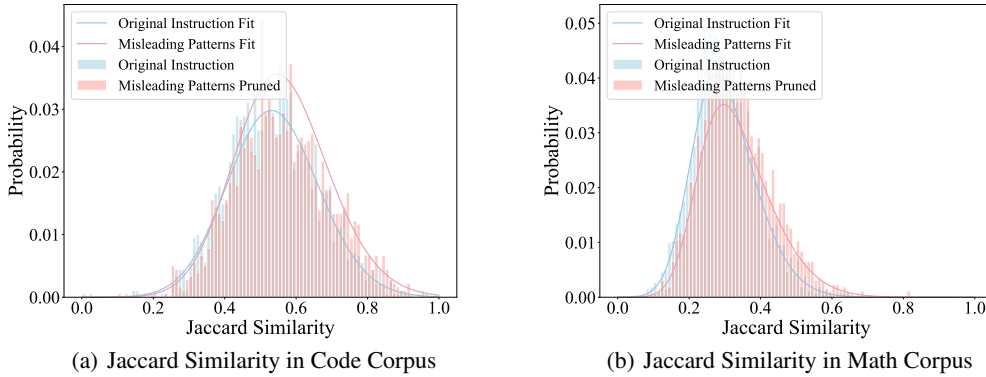 Original Instruction Fit
Misleading Patterns Fit
Original Instruction
Misleading Patterns Pruned
Probability
0.04
0.03
0.02
0.01
0.00
0.0 0.2 0.4 0.6 0.8 1.0
Jaccard Similarity
(a) Jaccard Similarity in Code Corpus
Original Instruction Fit
Misleading Patterns Fit
Original Instruction
Misleading Patterns Pruned
Probability
0.05
0.04
0.03
0.02
0.01
0.00
0.0 0.2 0.4 0.6 0.8 1.0
Jaccard Similarity
(b) Jaccard Similarity in Math Corpus